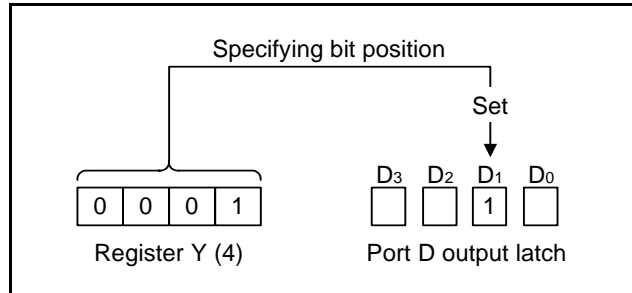 Specifying bit position
Set
D3 D2 D1 D0
0 0 0 1 1
Register Y (4) Port D output latch